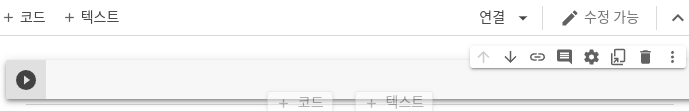 + 코드 + 텍스트 연결 수정 가능
+ 코드 + 텍스트